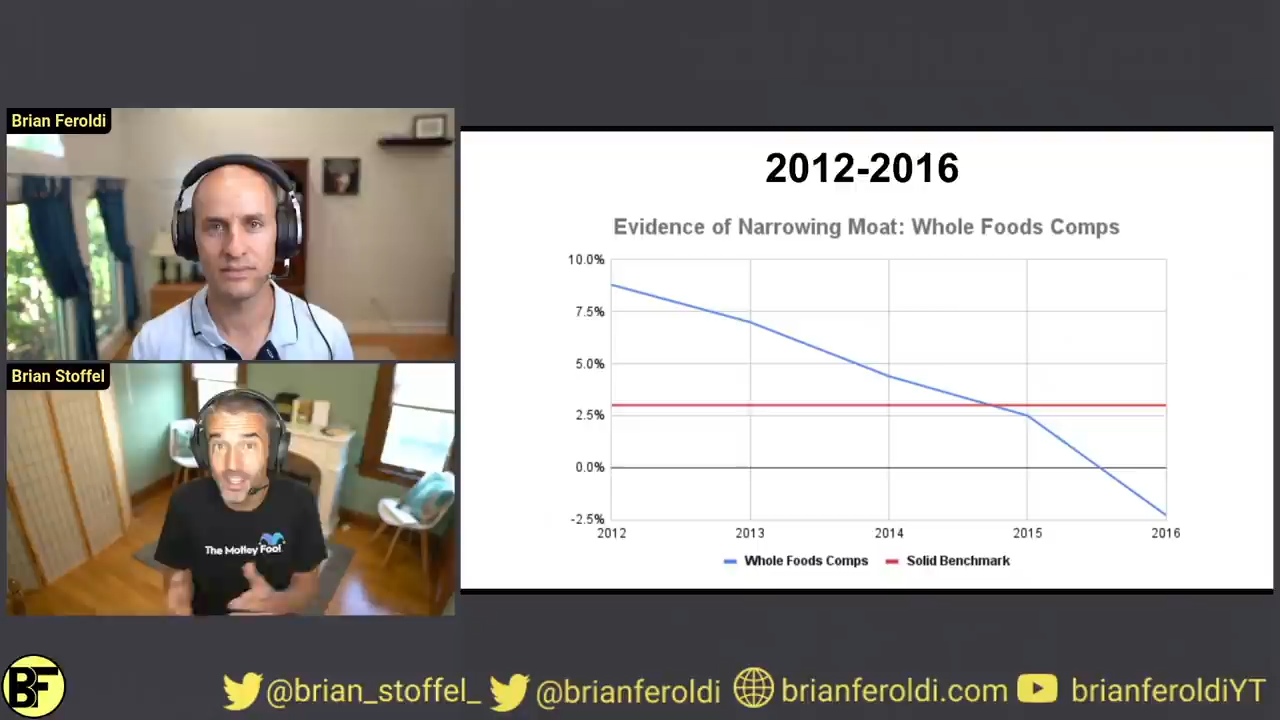 Brian Feroldi
Brian Stoffel
The Motley Fool
2012-2016
Evidence of Narrowing Moat: Whole Foods Comps
10.0%
7.5%
5.0%
2.5%
0.0%
-2.5%
2012 2013 2014 2015 2016
Whole Foods Comps Solid Benchmark
BF @brian_stoffel_ @brianferoldi brianferoldi.com brianferoldiYT